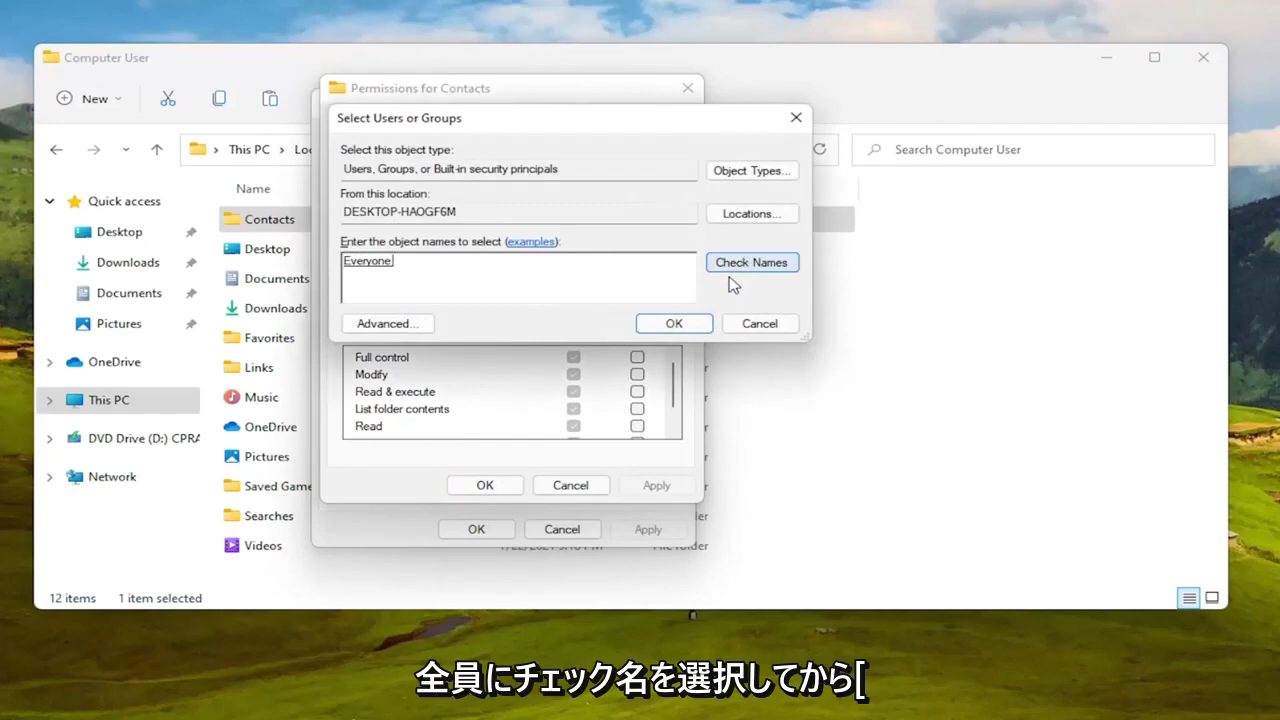 Computer User
New
This PC
Search Computer User
Quick access
Desktop
Downloads
Documents
Pictures
OneDrive
This PC
DVD Drive (D:) CPRA
Network
Name
Contacts
Desktop
Documents
Downloads
Favorites
Links
Music
OneDrive
Pictures
Saved Game
Searches
Videos
12 items
1 item selected
Permissions for Contacts
Select Users or Groups
Select this object type:
Users, Groups, or Built-in security principals
Object Types...
From this location:
DESKTOP-HAOGF6M
Locations...
Enter the object names to select (examples):
Everyone
Check Names
Advanced...
OK
Cancel
Full control
Modify
Read & execute
List folder contents
Read
OK
Cancel
Apply
OK
Cancel
Apply
全員にチェック名を選択してから[